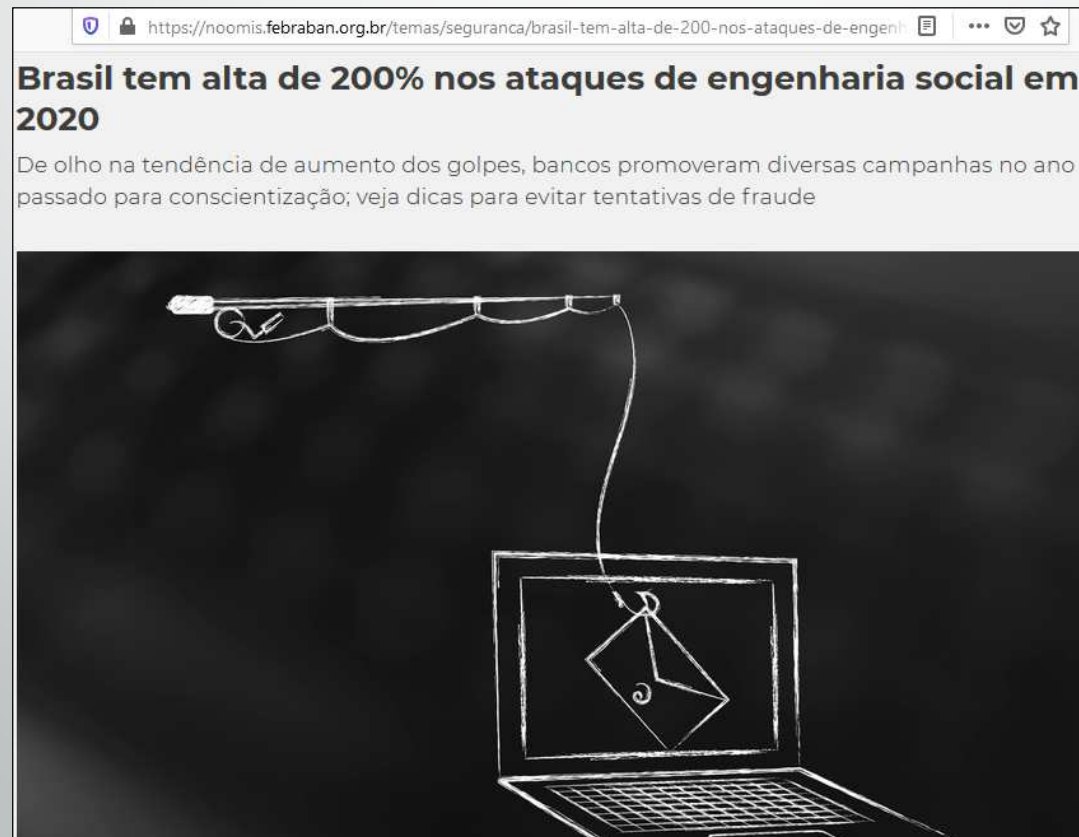 https://noomis.febraban.org.br/temas/seguranca/brasil-tem-alta-de-200-nos-ataques-de-engenh
Brasil tem alta de 200% nos ataques de engenharia social em
2020
De olho na tendência de aumento dos golpes, bancos promoveram diversas campanhas no ano
passado para conscientização; veja dicas para evitar tentativas de fraude